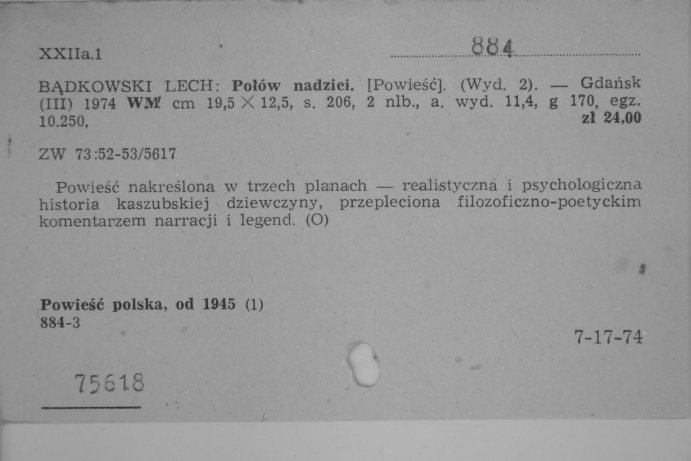 XXIIa.1
884
BĄDKOWSKI LECH: Połów nadziei. [Powieść]. (Wyd. 2). — Gdańsk
(III) 1974 WM cm 19,5 × 12,5, s. 206, 2 nlb., a. wyd. 11,4, g 170, egz.
10.250, zł 24,00
ZW 73:52-53/5617
Powieść nakreślona w trzech planach — realistyczna i psychologiczna
historia kaszubskiej dziewczyny, przepleciona filozoficzno-poetyckim
komentarzem narracji i legend. (O)
Powieść polska, od 1945 (1)
884-3
7-17-74
75618